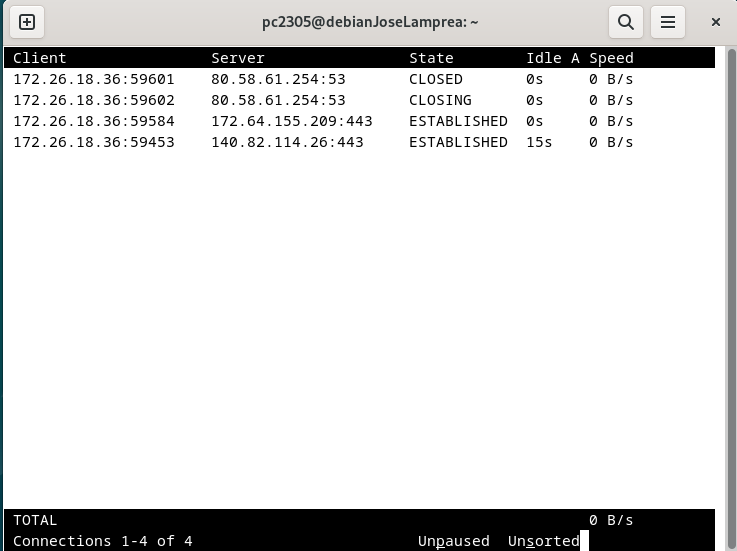 pc2305@debianJoseLamprea: ~
Client Server State Idle A Speed
172.26.18.36:59601 80.58.61.254:53 CLOSED 0s 0 B/s
172.26.18.36:59602 80.58.61.254:53 CLOSING 0s 0 B/s
172.26.18.36:59584 172.64.155.209:443 ESTABLISHED 0s 0 B/s
172.26.18.36:59453 140.82.114.26:443 ESTABLISHED 15s 0 B/s
TOTAL 0 B/s
Connections 1-4 of 4 Unpaused Unsorted